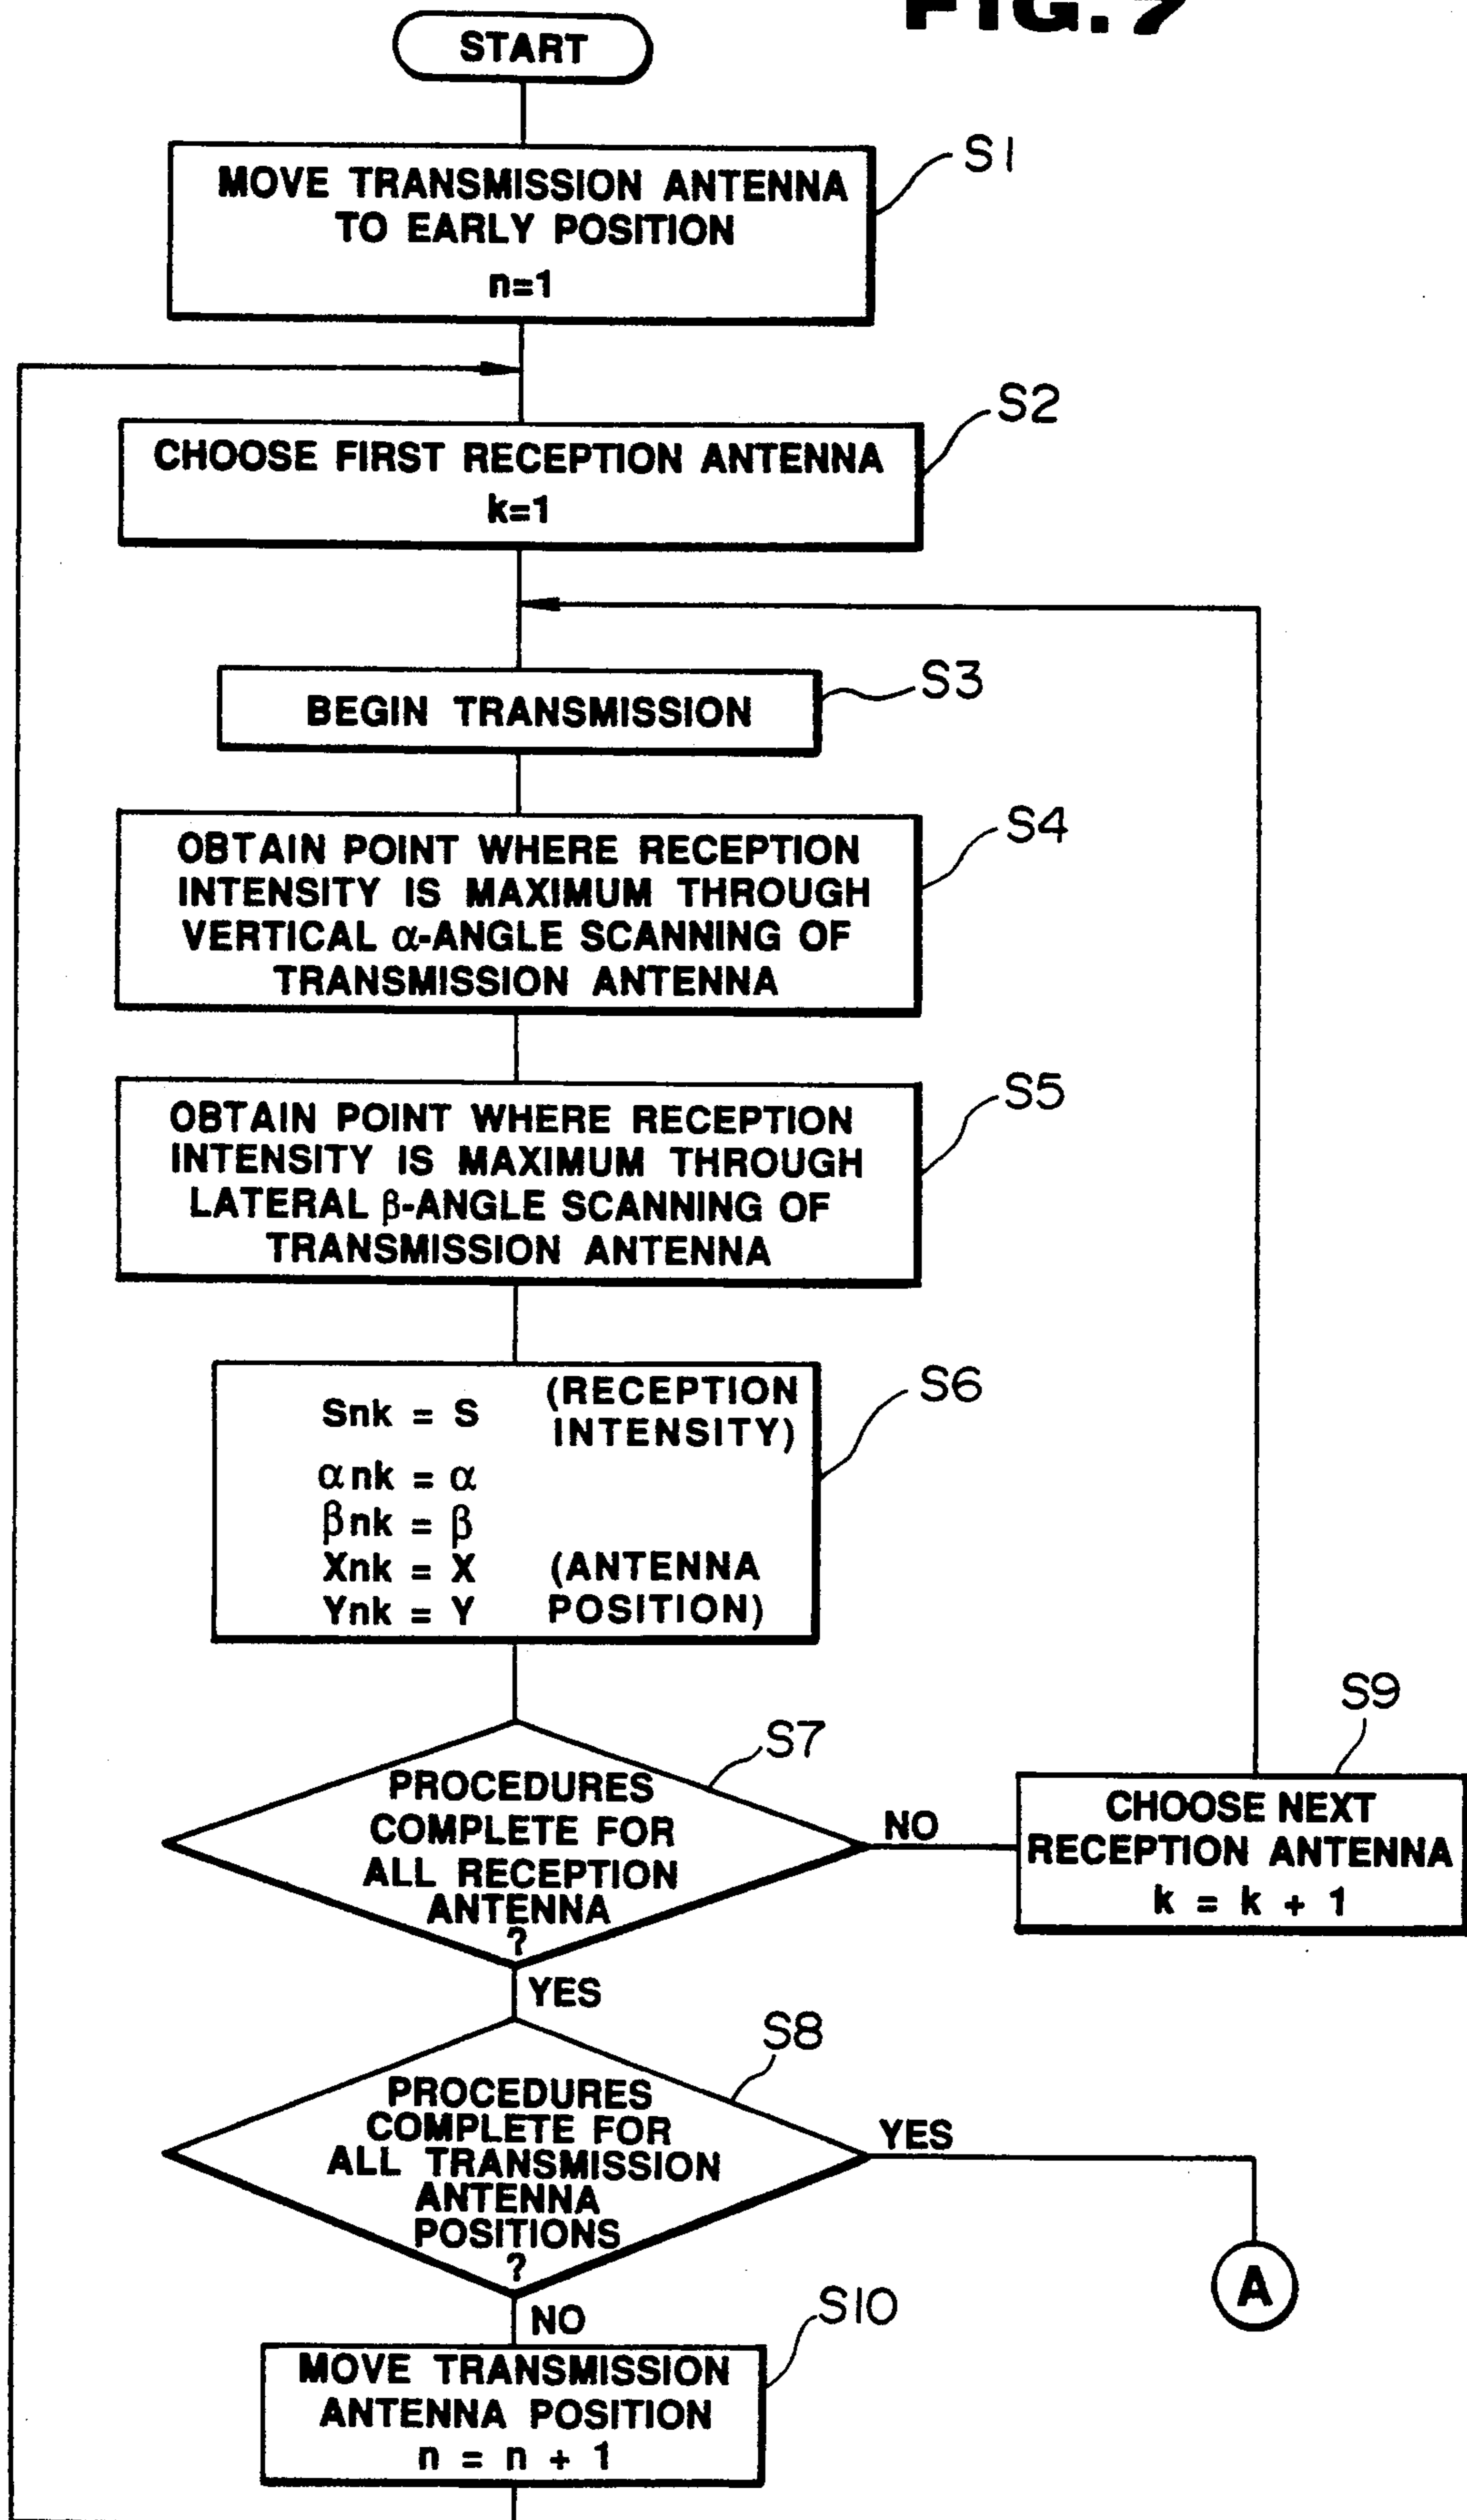 FIG. 7
START
MOVE TRANSMISSION ANTENNA
TO EARLY POSITION
n=1
S1
CHOOSE FIRST RECEPTION ANTENNA
k=1
S2
BEGIN TRANSMISSION
S3
OBTAIN POINT WHERE RECEPTION
INTENSITY IS MAXIMUM THROUGH
VERTICAL α-ANGLE SCANNING OF
TRANSMISSION ANTENNA
S4
OBTAIN POINT WHERE RECEPTION
INTENSITY IS MAXIMUM THROUGH
LATERAL β-ANGLE SCANNING OF
TRANSMISSION ANTENNA
S5
Snk = S (RECEPTION
INTENSITY)
αnk = α
βnk = β
Xnk = X (ANTENNA
Ynk = Y POSITION)
S6
PROCEDURES
COMPLETE FOR
ALL RECEPTION
ANTENNA
?
S7
NO
CHOOSE NEXT
RECEPTION ANTENNA
k = k + 1
S9
YES
PROCEDURES
COMPLETE FOR
ALL TRANSMISSION
ANTENNA
POSITIONS
?
S8
YES
A
NO
MOVE TRANSMISSION
ANTENNA POSITION
n = n + 1
S10